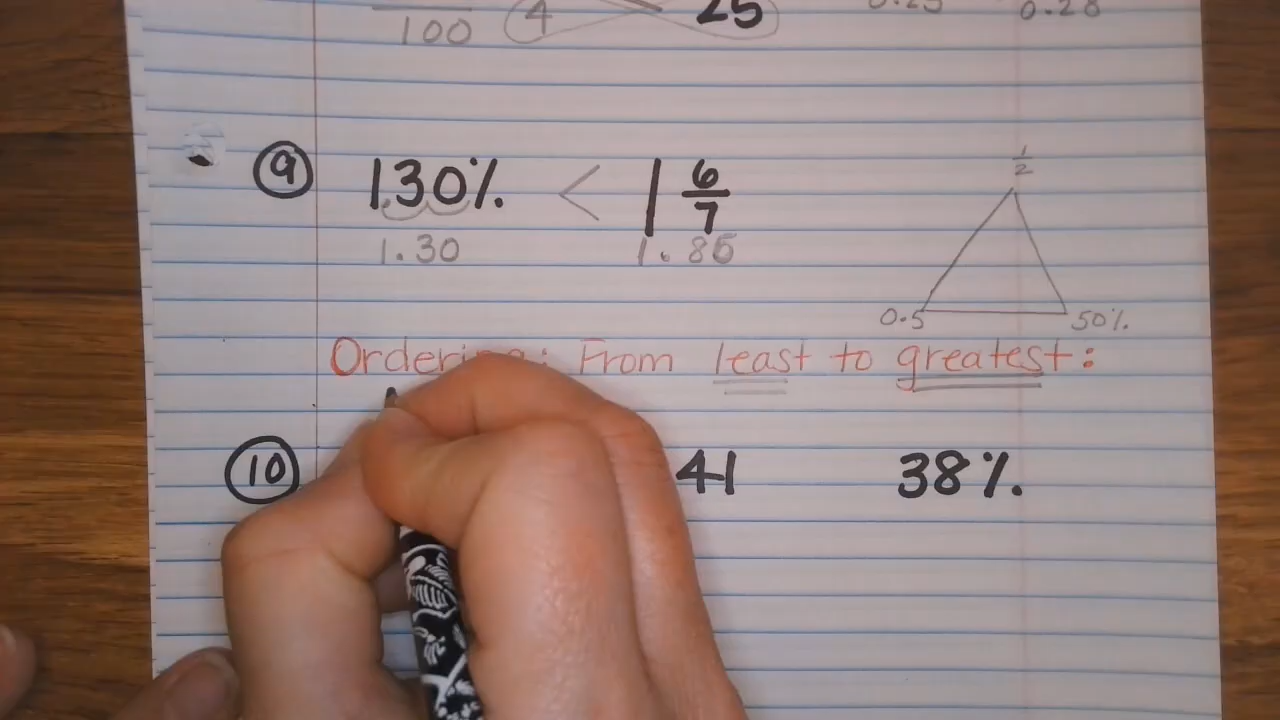 100 4 25 0.25 0.28
9 130% < 1 6/7
1.30 1.85
1/2
0.5 50%
From least to greatest:
10 41 38%